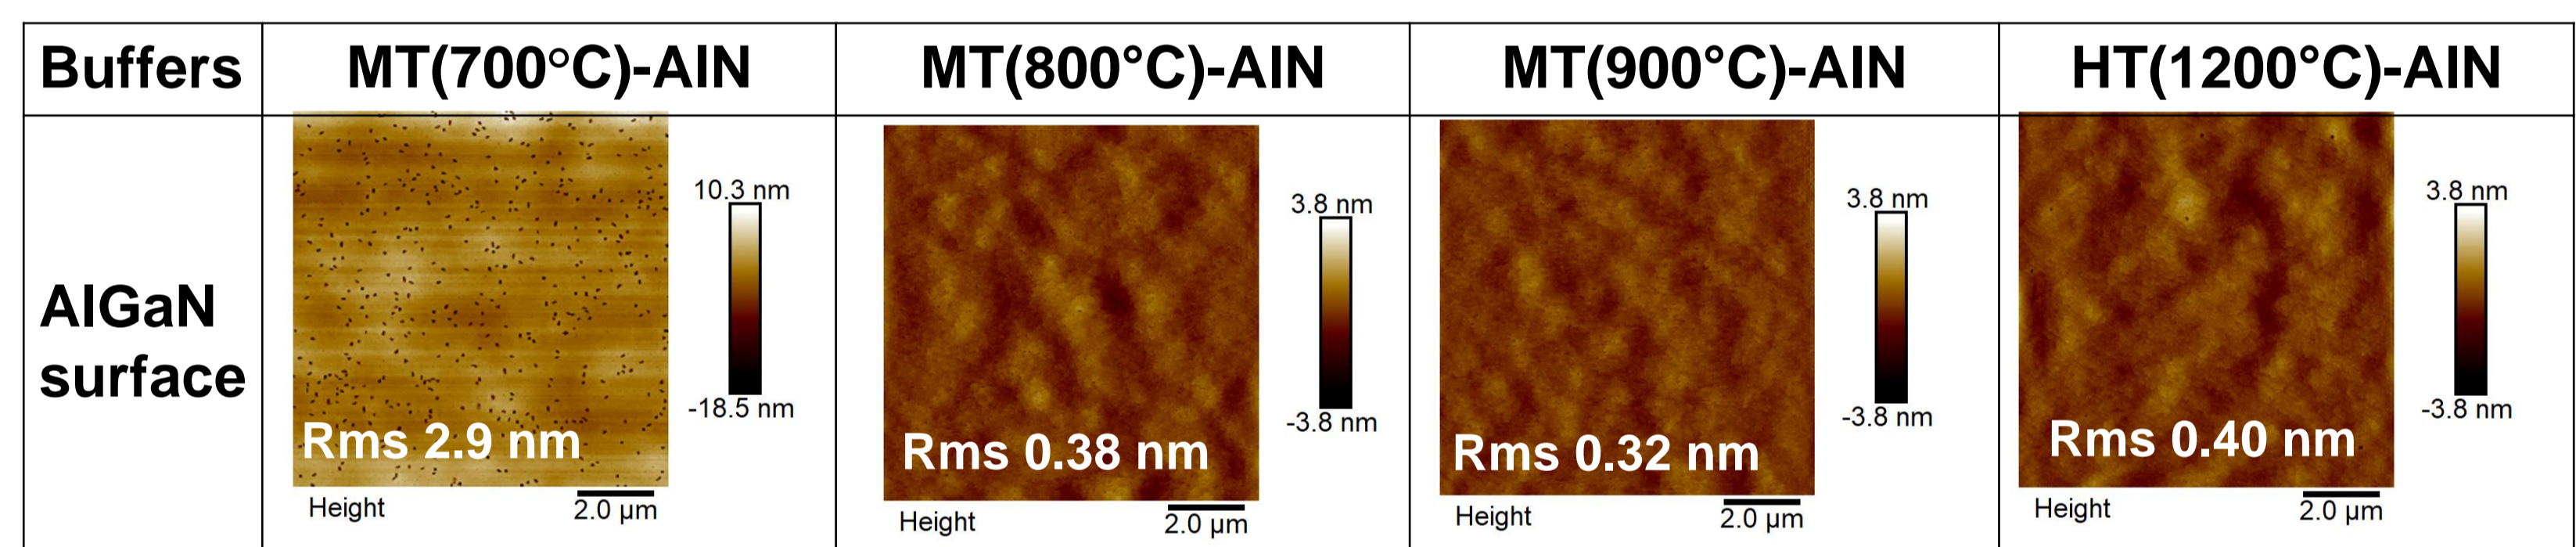 Buffers
MT(700°C)-AlN
MT(800°C)-AlN
MT(900°C)-AlN
HT(1200°C)-AlN
AlGaN
surface
10.3 nm
-18.5 nm
Rms 2.9 nm
Height
2.0 µm
3.8 nm
-3.8 nm
Rms 0.38 nm
Height
2.0 µm
3.8 nm
-3.8 nm
Rms 0.32 nm
Height
2.0 µm
3.8 nm
-3.8 nm
Rms 0.40 nm
Height
2.0 µm